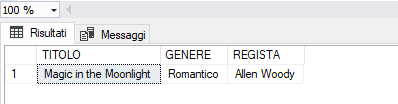 100 %
Risultati Messaggi
TITOLO GENERE REGISTA
1 Magic in the Moonlight Romantico Allen Woody